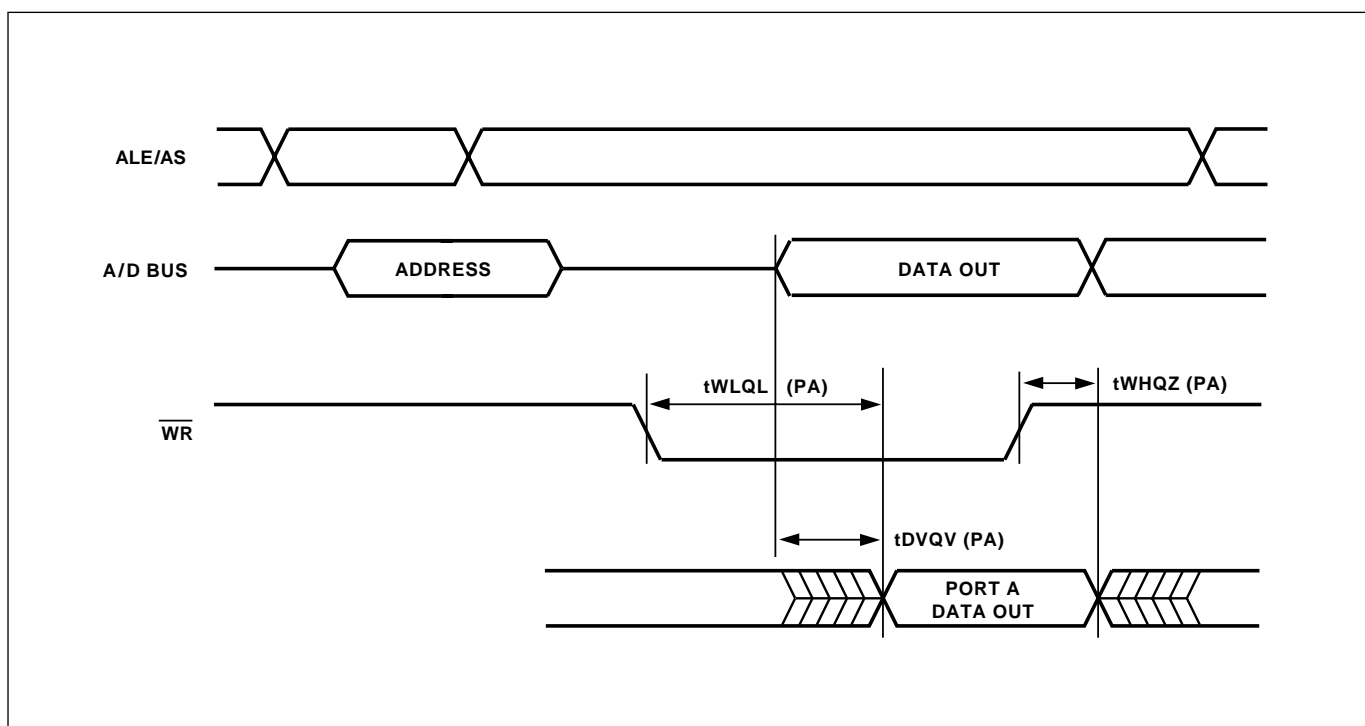 ALE/AS
A/D BUS
ADDRESS
DATA OUT
tWLQL (PA)
tWHQZ (PA)
WR
tDVQV (PA)
PORT A
DATA OUT